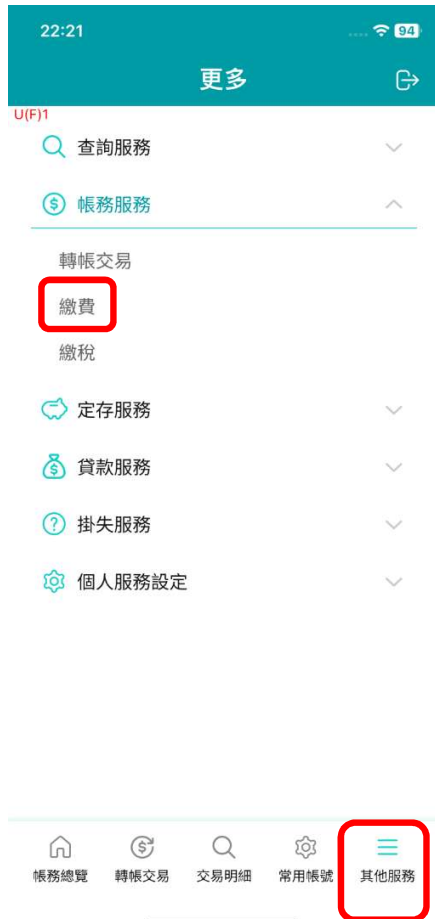 22:21
94
更多
U(F)1
查詢服務
帳務服務
轉帳交易
繳費
繳稅
定存服務
貸款服務
掛失服務
個人服務設定
帳務總覽 轉帳交易 交易明細 常用帳號 其他服務